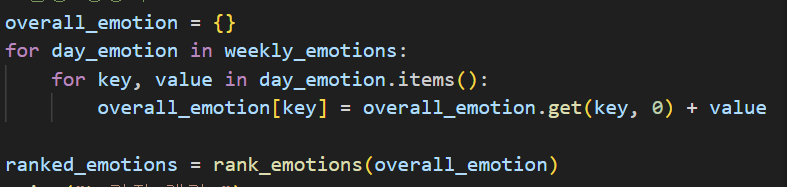 overall_emotion = {}
for day_emotion in weekly_emotions:
    for key, value in day_emotion.items():
        overall_emotion[key] = overall_emotion.get(key, 0) + value

ranked_emotions = rank_emotions(overall_emotion)